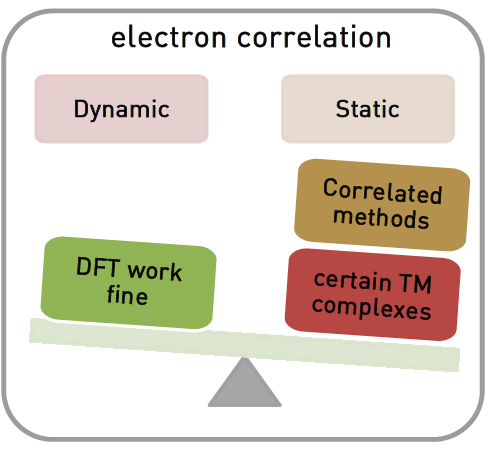 electron correlation
Dynamic
Static
Correlated
methods
DFT work
fine
certain TM
complexes